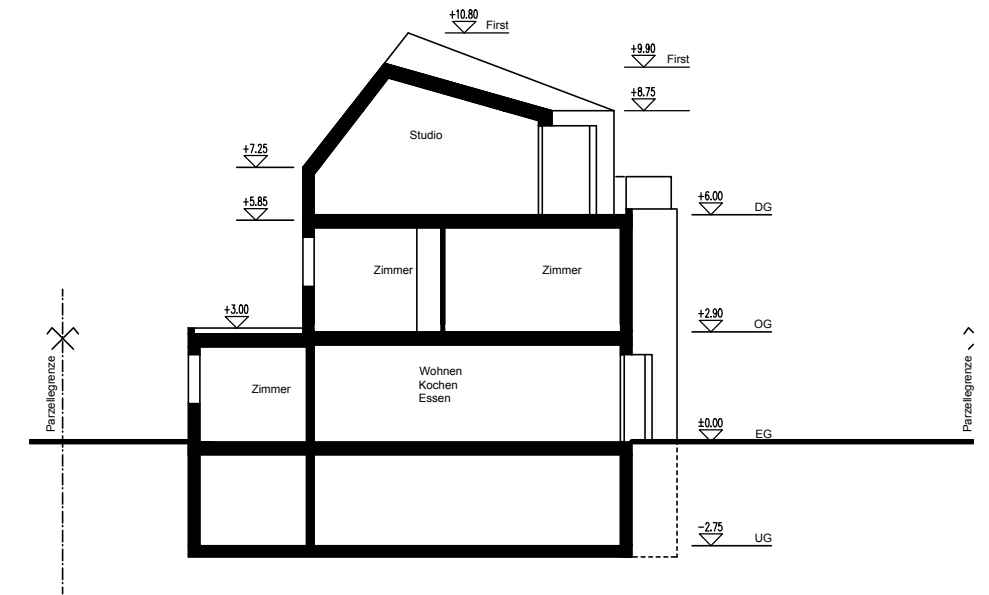 +10.80
First
+9.90
First
+8.75
Studio
+7.25
+5.85
+6.00
DG
Zimmer
Zimmer
+3.00
+2.90
OG
Parzellegrenze
Zimmer
Wohnen
Kochen
Essen
Parzellegrenze
±0.00
EG
-2.75
UG